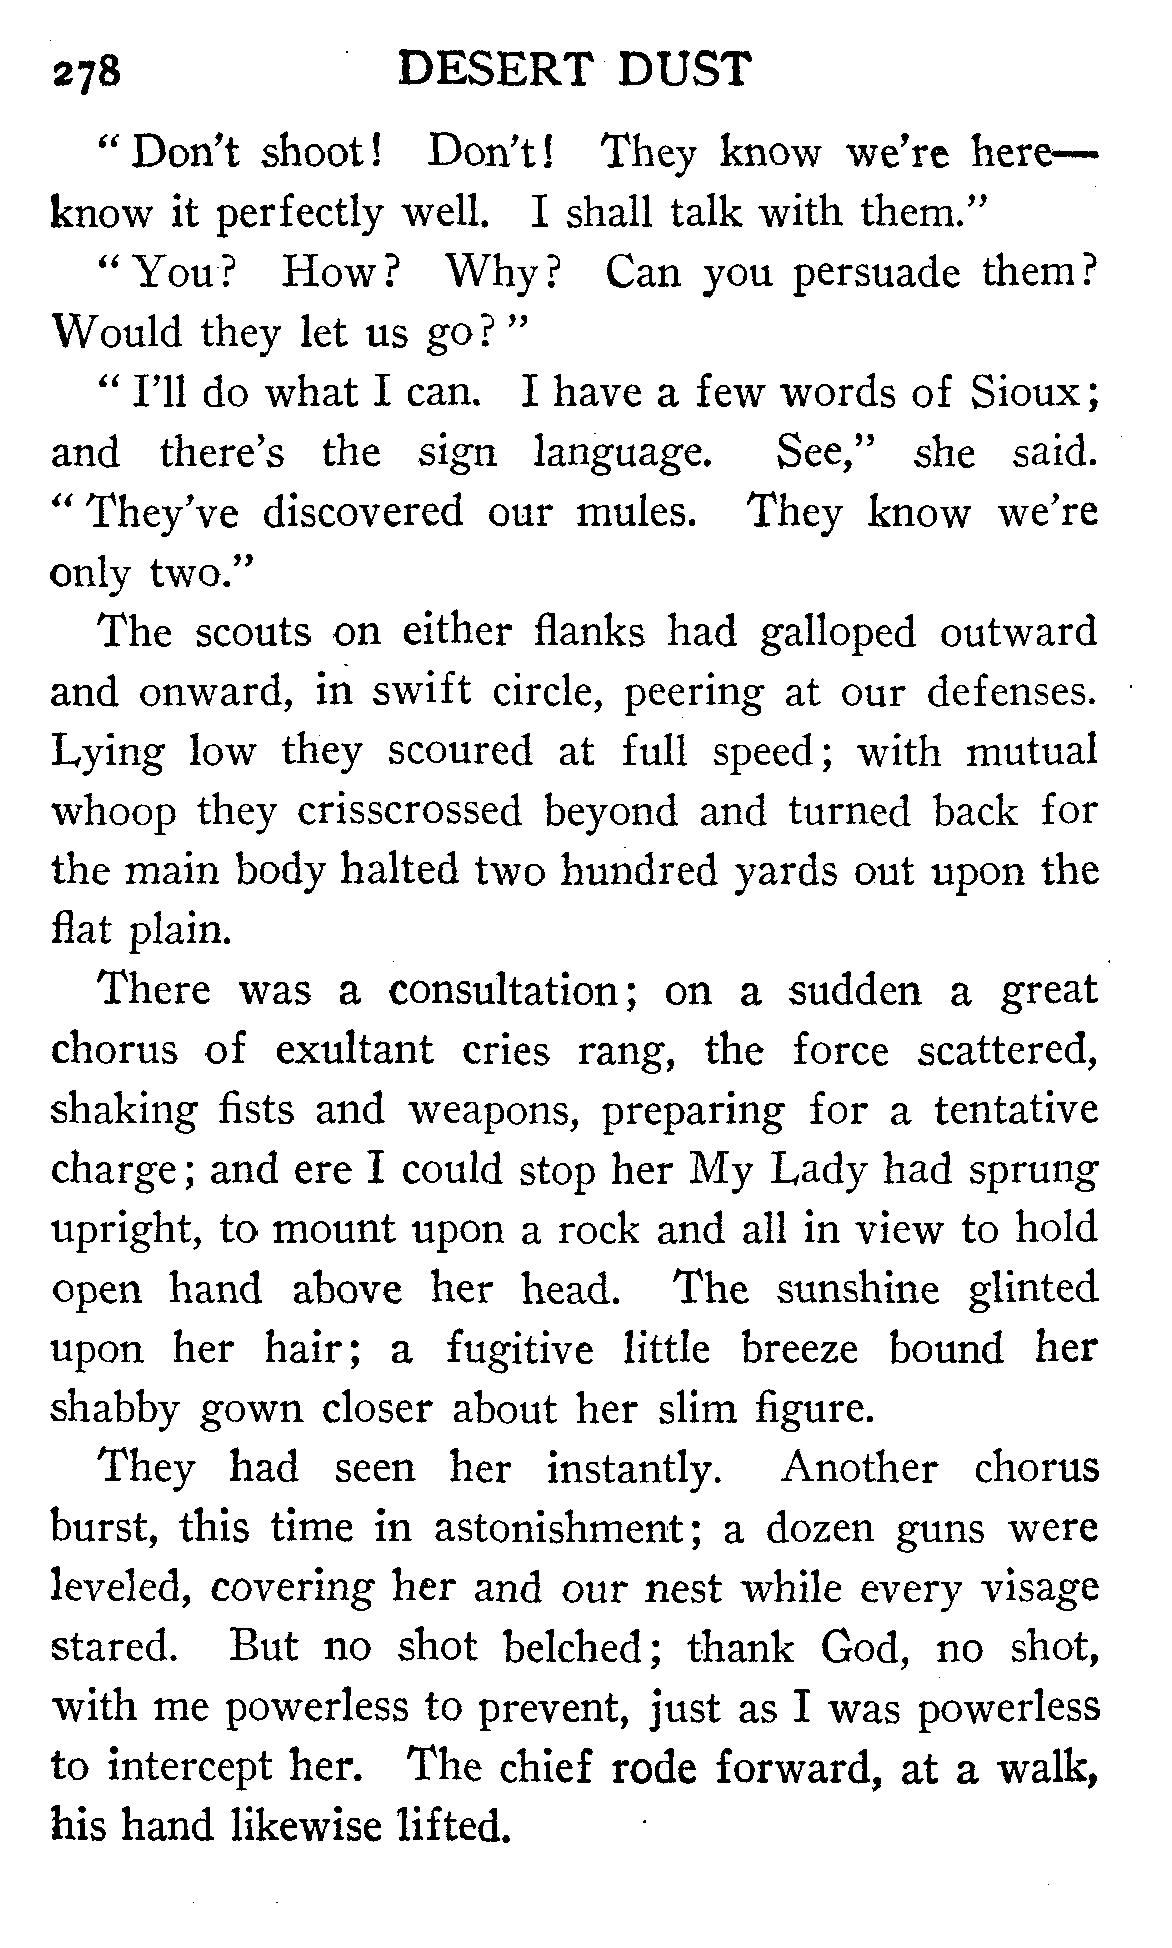 278 DESERT DUST
“Don't shoot! Don't! They know we're here—
know it perfectly well. I shall talk with them.”
“You? How? Why? Can you persuade them?
Would they let us go?”
“I'll do what I can. I have a few words of Sioux;
and there's the sign language. See,” she said.
“They've discovered our mules. They know we're
only two.”
The scouts on either flanks had galloped outward
and onward, in swift circle, peering at our defenses.
Lying low they scoured at full speed; with mutual
whoop they crisscrossed beyond and turned back for
the main body halted two hundred yards out upon the
flat plain.
There was a consultation; on a sudden a great
chorus of exultant cries rang, the force scattered,
shaking fists and weapons, preparing for a tentative
charge; and ere I could stop her My Lady had sprung
upright, to mount upon a rock and all in view to hold
open hand above her head. The sunshine glinted
upon her hair; a fugitive little breeze bound her
shabby gown closer about her slim figure.
They had seen her instantly. Another chorus
burst, this time in astonishment; a dozen guns were
leveled, covering her and our nest while every visage
stared. But no shot belched; thank God, no shot,
with me powerless to prevent, just as I was powerless
to intercept her. The chief rode forward, at a walk,
his hand likewise lifted.